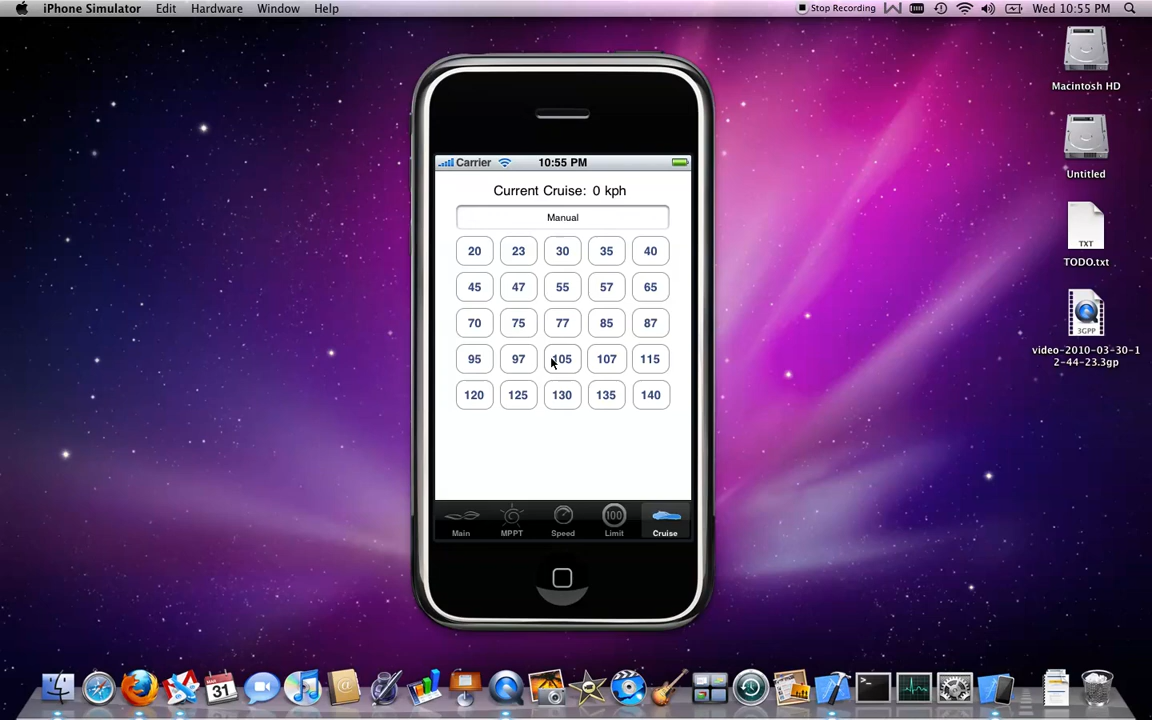 iPhone Simulator Edit Hardware Window Help Stop Recording Wed 10:55 PM
Macintosh HD
Untitled
TXT
TODO.txt
3GPP
video-2010-03-30-1
2-44-23.3gp
Carrier 10:55 PM
Current Cruise: 0 kph
Manual
20 23 30 35 40
45 47 55 57 65
70 75 77 85 87
95 97 105 107 115
120 125 130 135 140
100
Main MPPT Speed Limit Cruise
MAR
31